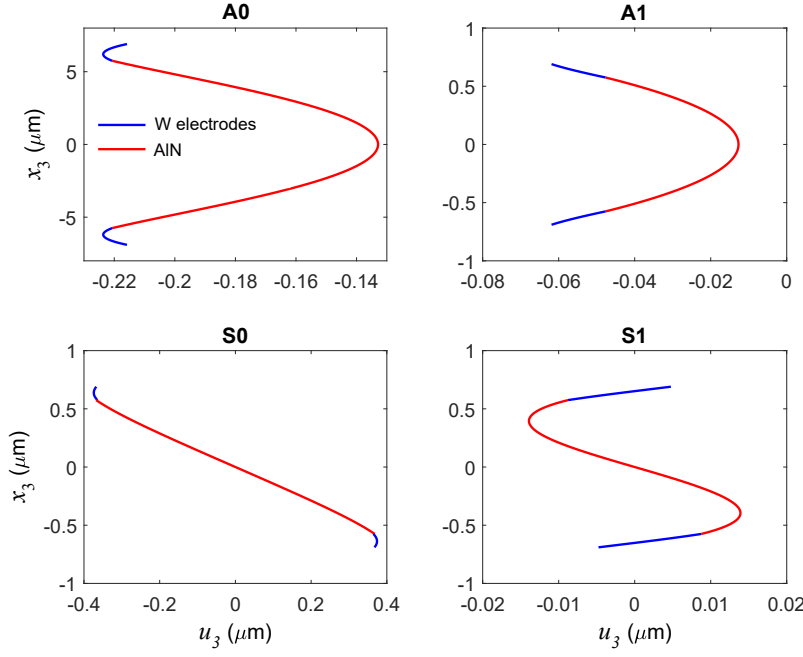 A0
A1
5
0
-5
x3 (μm)
W electrodes
AlN
-0.22 -0.2 -0.18 -0.16 -0.14
1
0.5
0
-0.5
-1
-0.08 -0.06 -0.04 -0.02 0
S0
S1
1
0.5
0
-0.5
-1
x3 (μm)
-0.4 -0.2 0 0.2 0.4
u3 (μm)
1
0.5
0
-0.5
-1
-0.02 -0.01 0 0.01 0.02
u3 (μm)